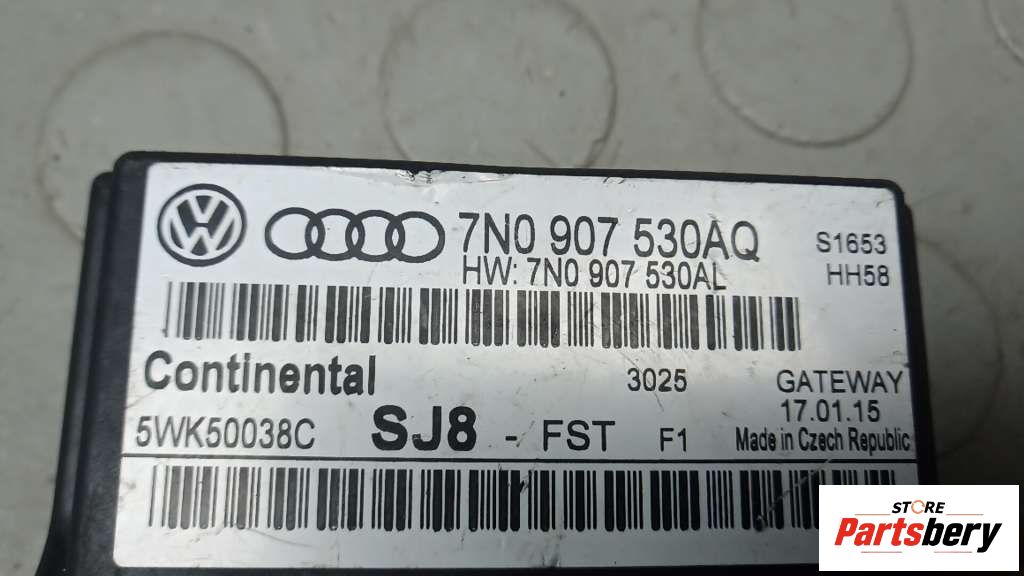 7N0 907 530AQ S1653
HW: 7N0 907 530AL HH58
Continental 3025 GATEWAY
17.01.15
5WK50038C SJ8 - FST F1 Made in Czech Republic
STORE
Partsbery